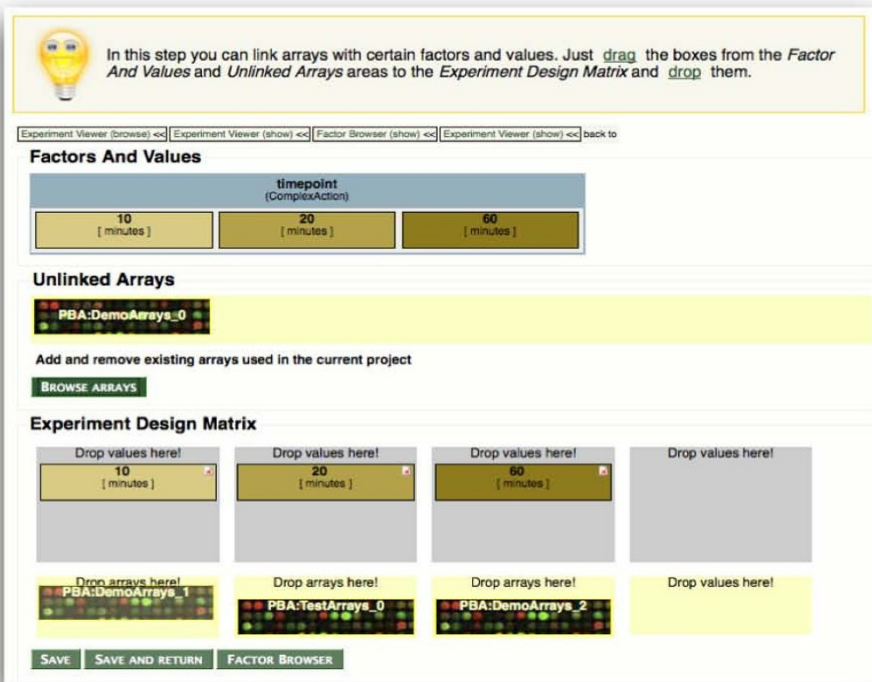 In this step you can link arrays with certain factors and values. Just drag the boxes from the Factor
And Values and Unlinked Arrays areas to the Experiment Design Matrix and drop them.
Experiment Viewer (browse) << Experiment Viewer (show) << Factor Browser (show) << Experiment Viewer (show) << back to
Factors And Values
timepoint
(ComplexAction)
10 20 60
[ minutes ] [ minutes ] [ minutes ]
Unlinked Arrays
PBA:DemoArrays_0
Add and remove existing arrays used in the current project
BROWSE ARRAYS
Experiment Design Matrix
Drop values here! Drop values here! Drop values here! Drop values here!
10 20 60
[ minutes ] [ minutes ] [ minutes ]
Drop arrays here! Drop arrays here! Drop arrays here! Drop values here!
PBA:DemoArrays_1 PBA:TestArrays_0 PBA:DemoArrays_2
SAVE SAVE AND RETURN FACTOR BROWSER